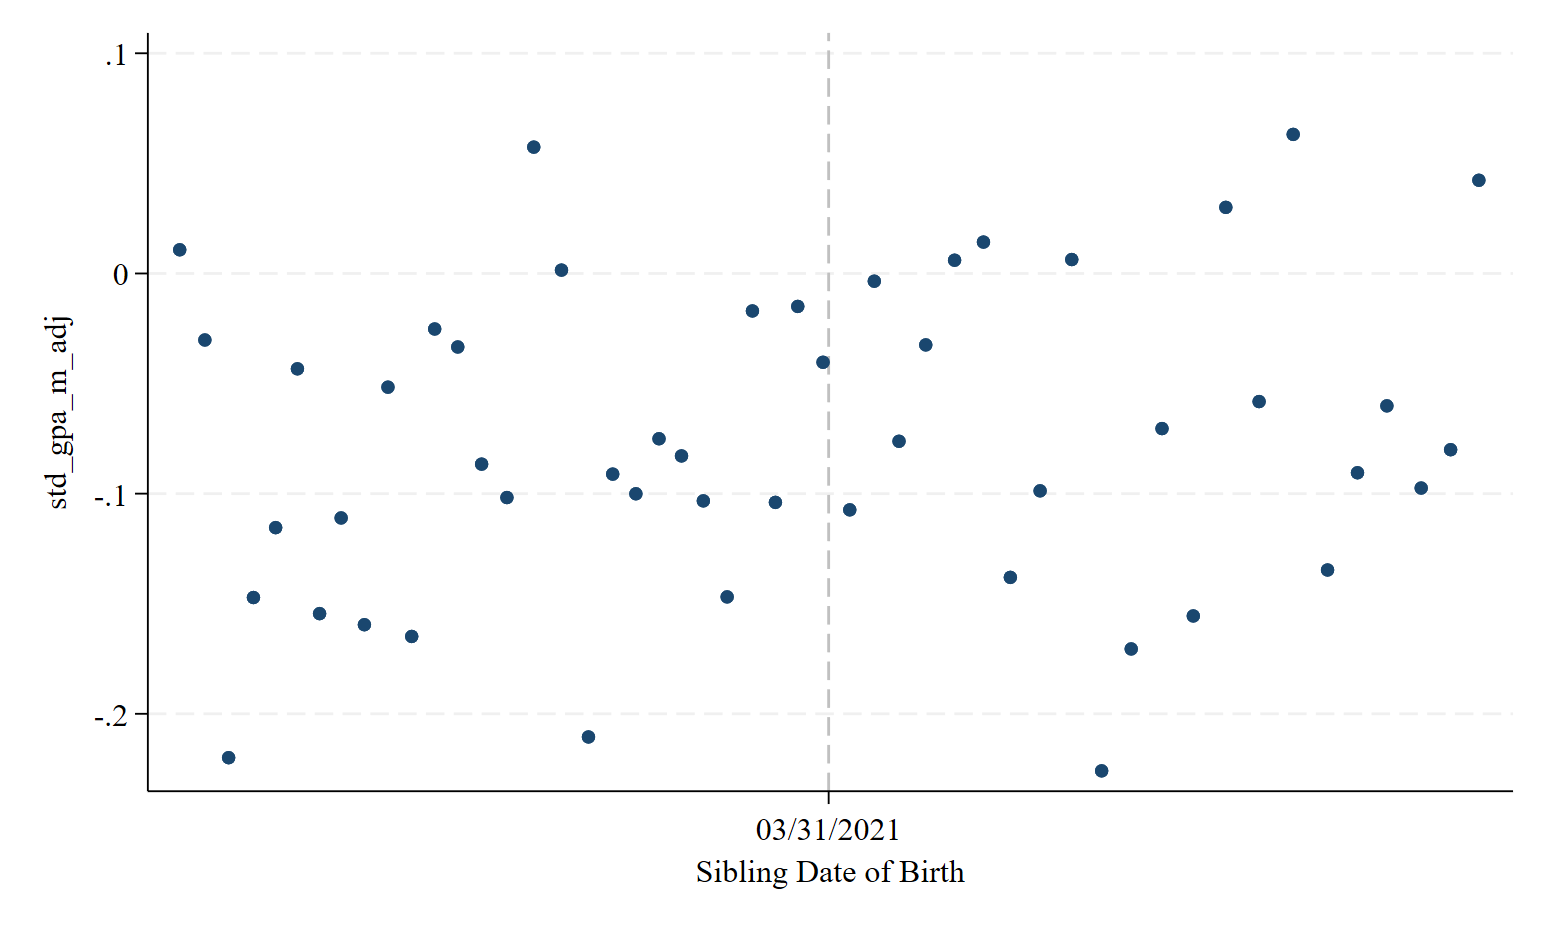 .1
0
-.1
-.2
std_gpa_m_adj
03/31/2021
Sibling Date of Birth